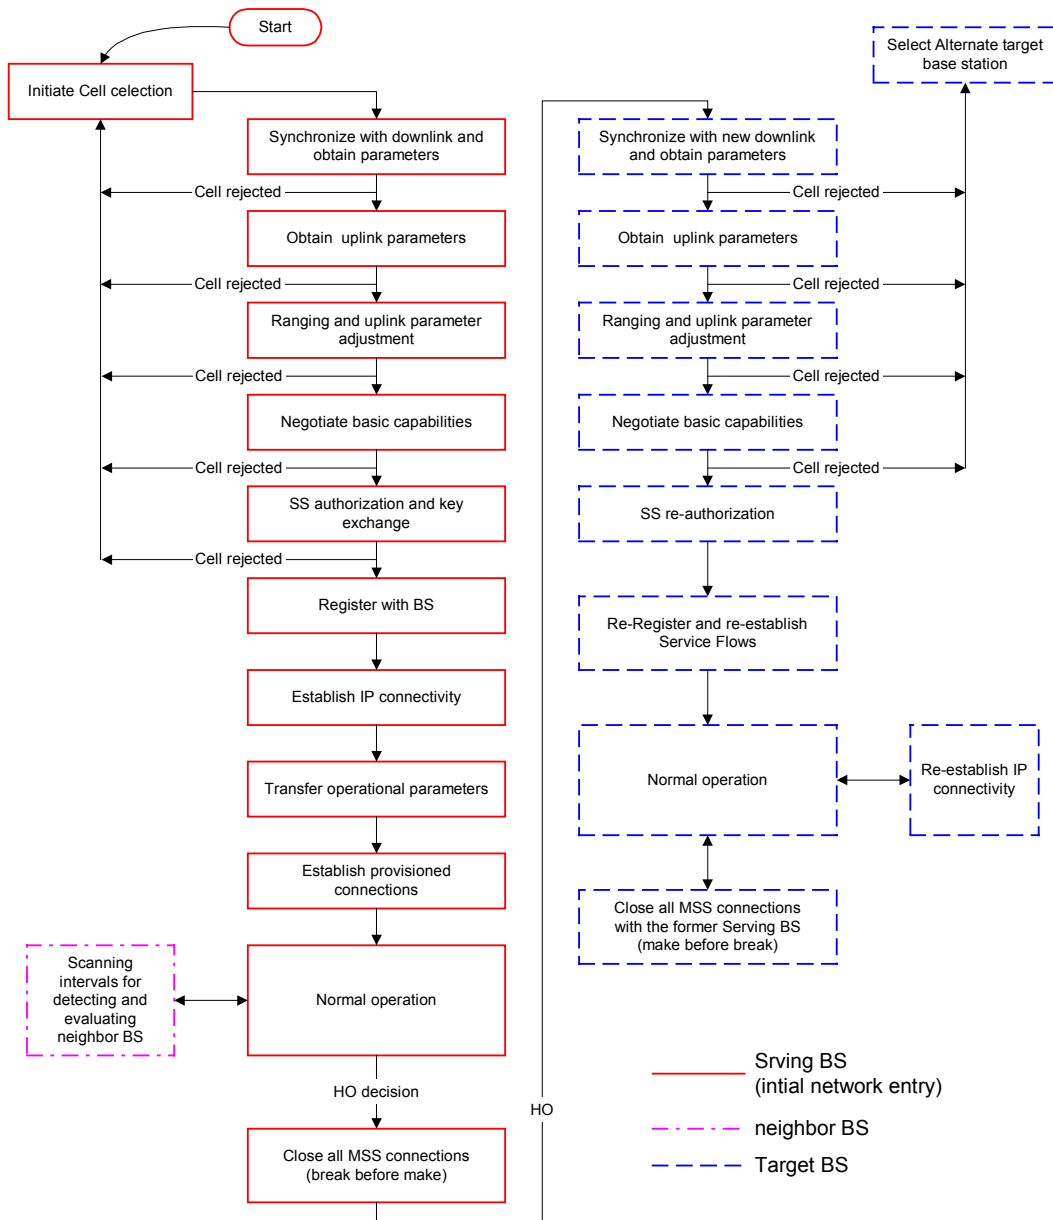 Start
Initiate Cell celection
Synchronize with downlink and
obtain parameters
Cell rejected
Obtain uplink parameters
Cell rejected
Ranging and uplink parameter
adjustment
Cell rejected
Negotiate basic capabilities
Cell rejected
SS authorization and key
exchange
Cell rejected
Register with BS
Establish IP connectivity
Transfer operational parameters
Establish provisioned
connections
Scanning
intervals for
detecting and
evaluating
neighbor BS
Normal operation
HO decision
Close all MSS connections
(break before make)
HO
Select Alternate target
base station
Synchronize with new downlink
and obtain parameters
Cell rejected
Obtain uplink parameters
Cell rejected
Ranging and uplink parameter
adjustment
Cell rejected
Negotiate basic capabilities
Cell rejected
SS re-authorization
Re-Register and re-establish
Service Flows
Normal operation
Re-establish IP
connectivity
Close all MSS connections
with the former Serving BS
(make before break)
Srving BS
(intial network entry)
neighbor BS
Target BS